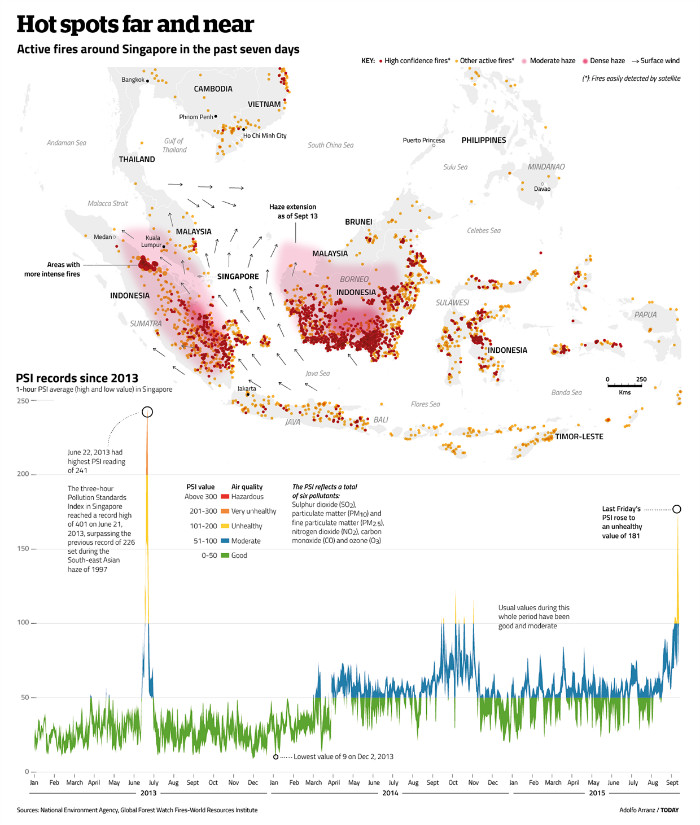 Hot spots far and near
Active fires around Singapore in the past seven days
KEY: High confidence fires* Other active fires* Moderate haze Dense haze Surface wind
(*) Fires easily detected by satellite
Bangkok
CAMBODIA
VIETNAM
Phnom Penh
Ho Chi Minh City
Andaman Sea
Gulf of
Thailand
South China Sea
THAILAND
Puerto Princesa
PHILIPPINES
Sulu Sea
MINDANAO
Davao
Malacca Strait
Haze extension
as of Sept 13
BRUNEI
Medan
Kuala
Lumpur
MALAYSIA
Celebes Sea
MALAYSIA
Areas with
more intense fires
SINGAPORE
BORNEO
INDONESIA
INDONESIA
SULAWESI
SUMATRA
PAPUA
INDONESIA
Java Sea
Jakarta
0 250
Kms
JAVA
BALI
Flores Sea
Banda Sea
TIMOR-LESTE
PSI records since 2013
1-hour PSI average (high and low value) in Singapore
250
200
150
100
50
0
June 22, 2013 had
highest PSI reading
of 241
The three-hour
Pollution Standards
Index in Singapore
reached a record high
of 401 on June 21,
2013, surpassing the
previous record of 226
set during the
South-east Asian
haze of 1997
PSI value Air quality
Above 300 Hazardous
201-300 Very unhealthy
101-200 Unhealthy
51-100 Moderate
0-50 Good
The PSI reflects a total
of six pollutants:
Sulphur dioxide (SO2),
particulate matter (PM10) and
fine particulate matter (PM2.5),
nitrogen dioxide (NO2), carbon
monoxide (CO) and ozone (O3)
Last Friday's
PSI rose to
an unhealthy
value of 181
Usual values during this
whole period have been
good and moderate
Lowest value of 9 on Dec 2, 2013
Jan Feb March April May June July Aug Sept Oct Nov Dec Jan Feb March April May June July Aug Sept Oct Nov Dec Jan Feb March April May June July Aug Sept
2013 2014 2015
Sources: National Environment Agency, Global Forest Watch Fires-World Resources Institute
Adolfo Arranz / TODAY